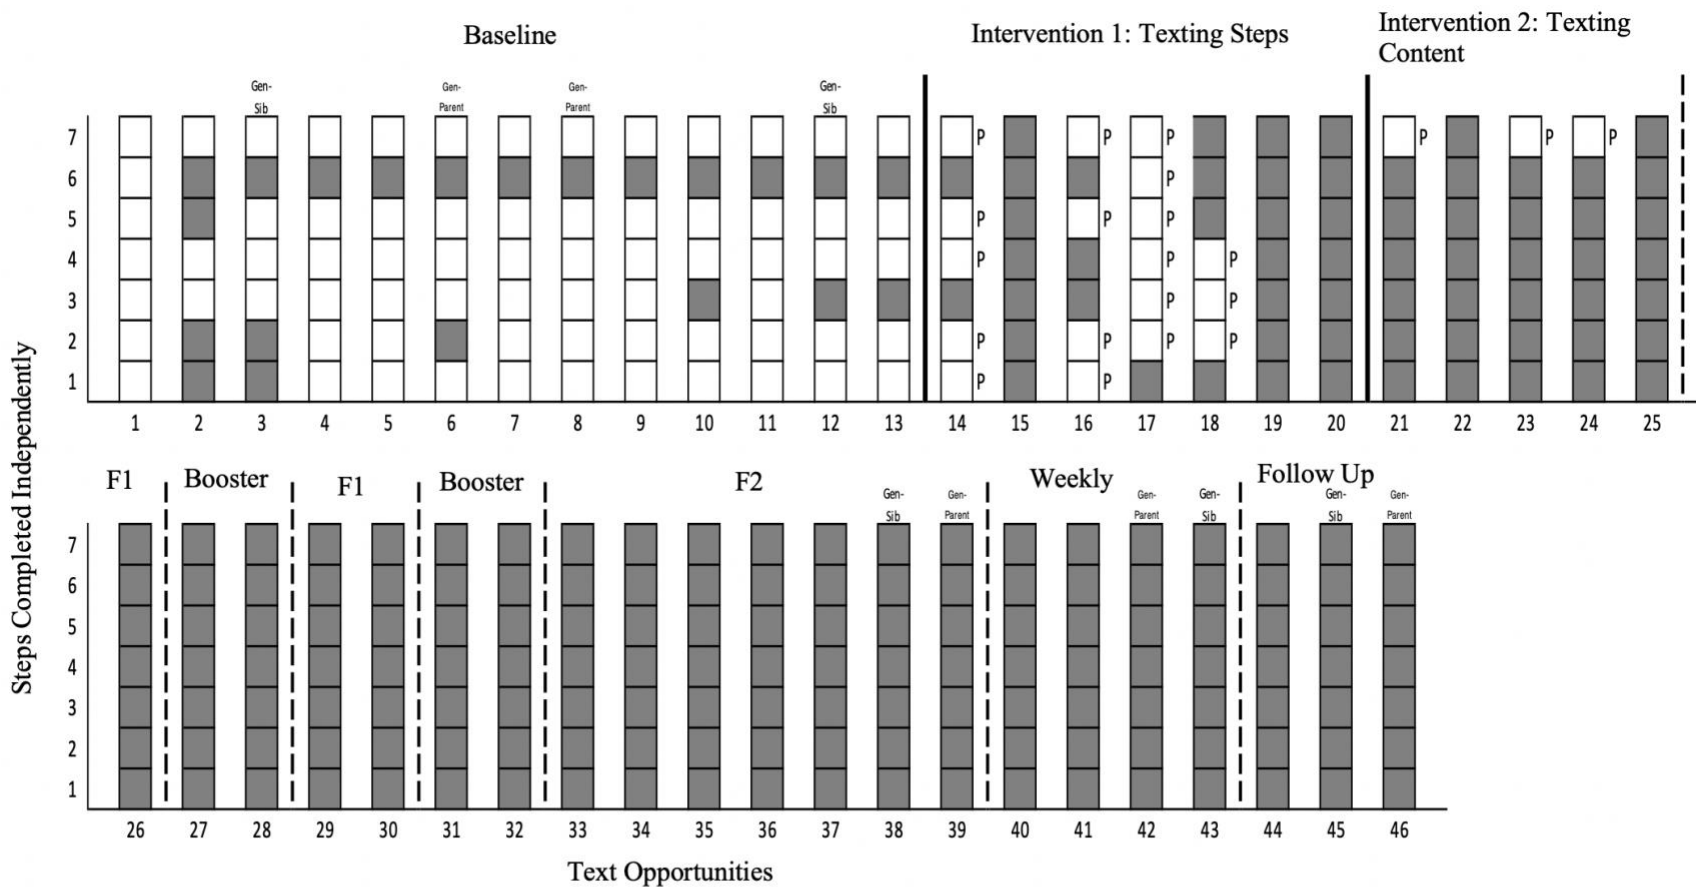 Baseline
Intervention 1: Texting Steps
Intervention 2: Texting
Content
Gen-
Sib
Gen-
Parent
Gen-
Parent
Gen-
Sib
7 P P P P P P
6 P
5 P P P
4 P P P
3 P P
2 P P P P
1 P P
1 2 3 4 5 6 7 8 9 10 11 12 13 14 15 16 17 18 19 20 21 22 23 24 25
Steps Completed Independently
F1 Booster F1 Booster F2 Weekly Follow Up
Gen-
Sib
Gen-
Parent
Gen-
Parent
Gen-
Sib
Gen-
Sib
Gen-
Parent
7
6
5
4
3
2
1
26 27 28 29 30 31 32 33 34 35 36 37 38 39 40 41 42 43 44 45 46
Text Opportunities